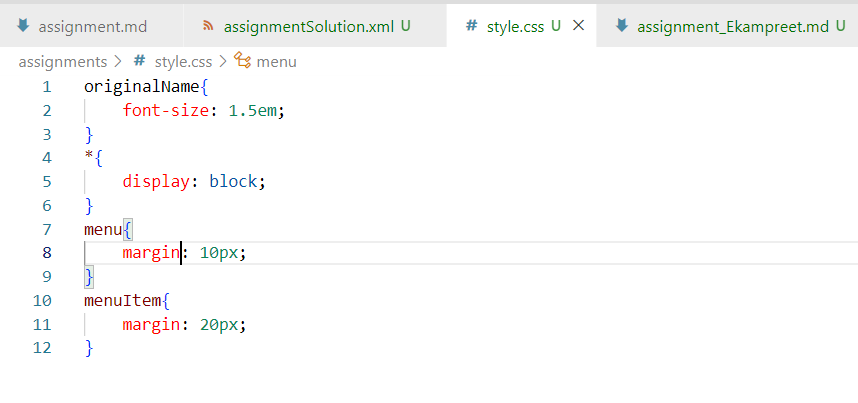 assignment.md assignmentSolution.xml U style.css U assignment_Ekampreet.md U
assignments > # style.css > menu
1 originalName{
2 font-size: 1.5em;
3 }
4 *{
5 display: block;
6 }
7 menu{
8 margin: 10px;
9 }
10 menuItem{
11 margin: 20px;
12 }